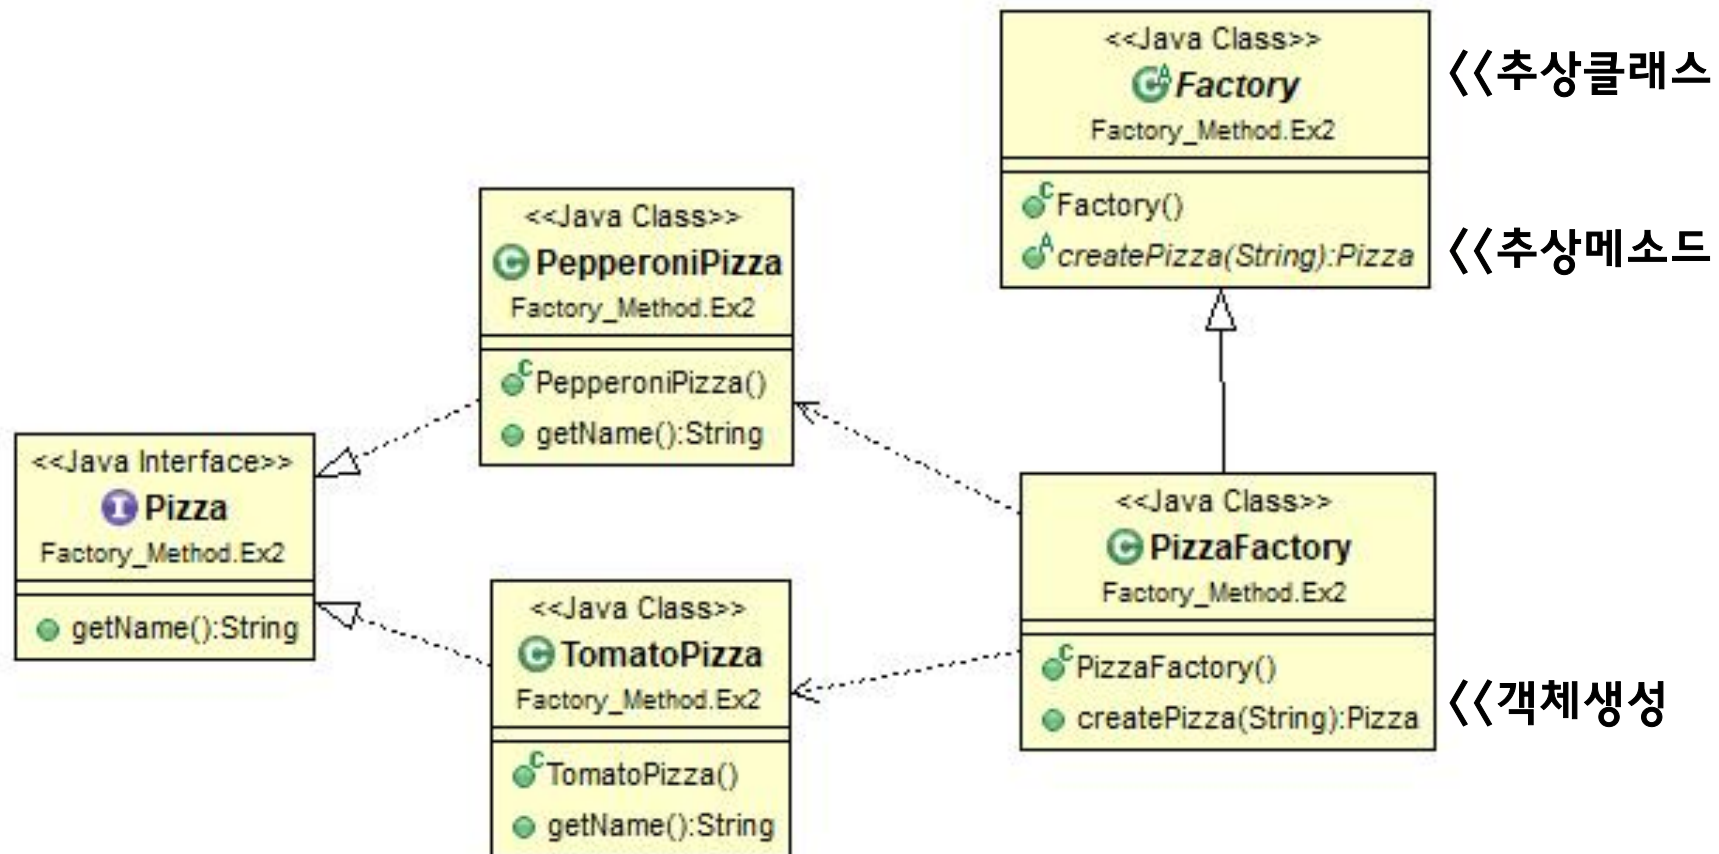 <<Java Class>>
Factory
Factory_Method.Ex2
Factory()
createPizza(String):Pizza
<<추상클래스
<<추상메소드
<<Java Class>>
PepperoniPizza
Factory_Method.Ex2
PepperoniPizza()
getName():String
<<Java Interface>>
Pizza
Factory_Method.Ex2
getName():String
<<Java Class>>
TomatoPizza
Factory_Method.Ex2
TomatoPizza()
getName():String
<<Java Class>>
PizzaFactory
Factory_Method.Ex2
PizzaFactory()
createPizza(String):Pizza
<<객체생성